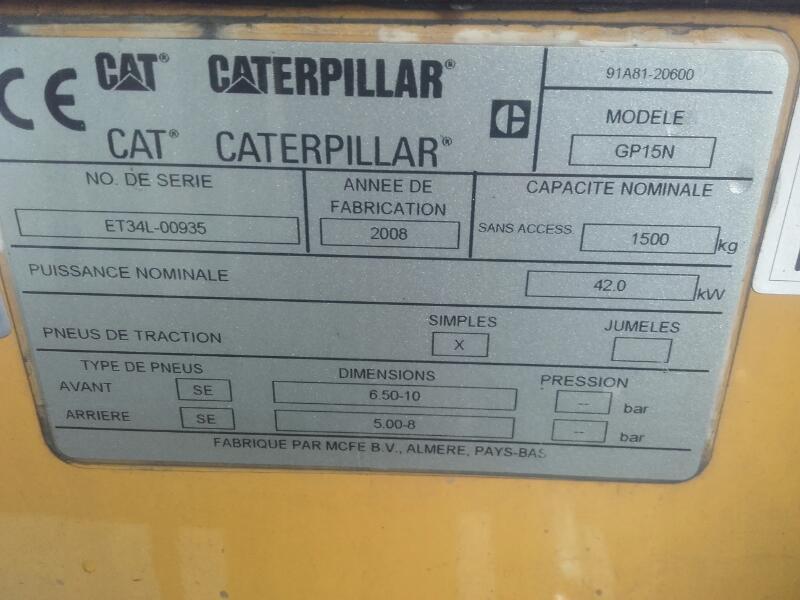 CE CAT® CATERPILLAR®
CAT® CATERPILLAR®
91A81-20600
MODELE
GP15N
NO. DE SERIE
ET34L-00935
ANNEE DE
FABRICATION
2008
CAPACITE NOMINALE
SANS ACCESS. 1500 kg
PUISSANCE NOMINALE 42.0 kW
PNEUS DE TRACTION SIMPLES X JUMELES
TYPE DE PNEUS DIMENSIONS PRESSION
AVANT SE 6.50-10 -- bar
ARRIERE SE 5.00-8 -- bar
FABRIQUE PAR MCFE B.V., ALMERE, PAYS-BAS